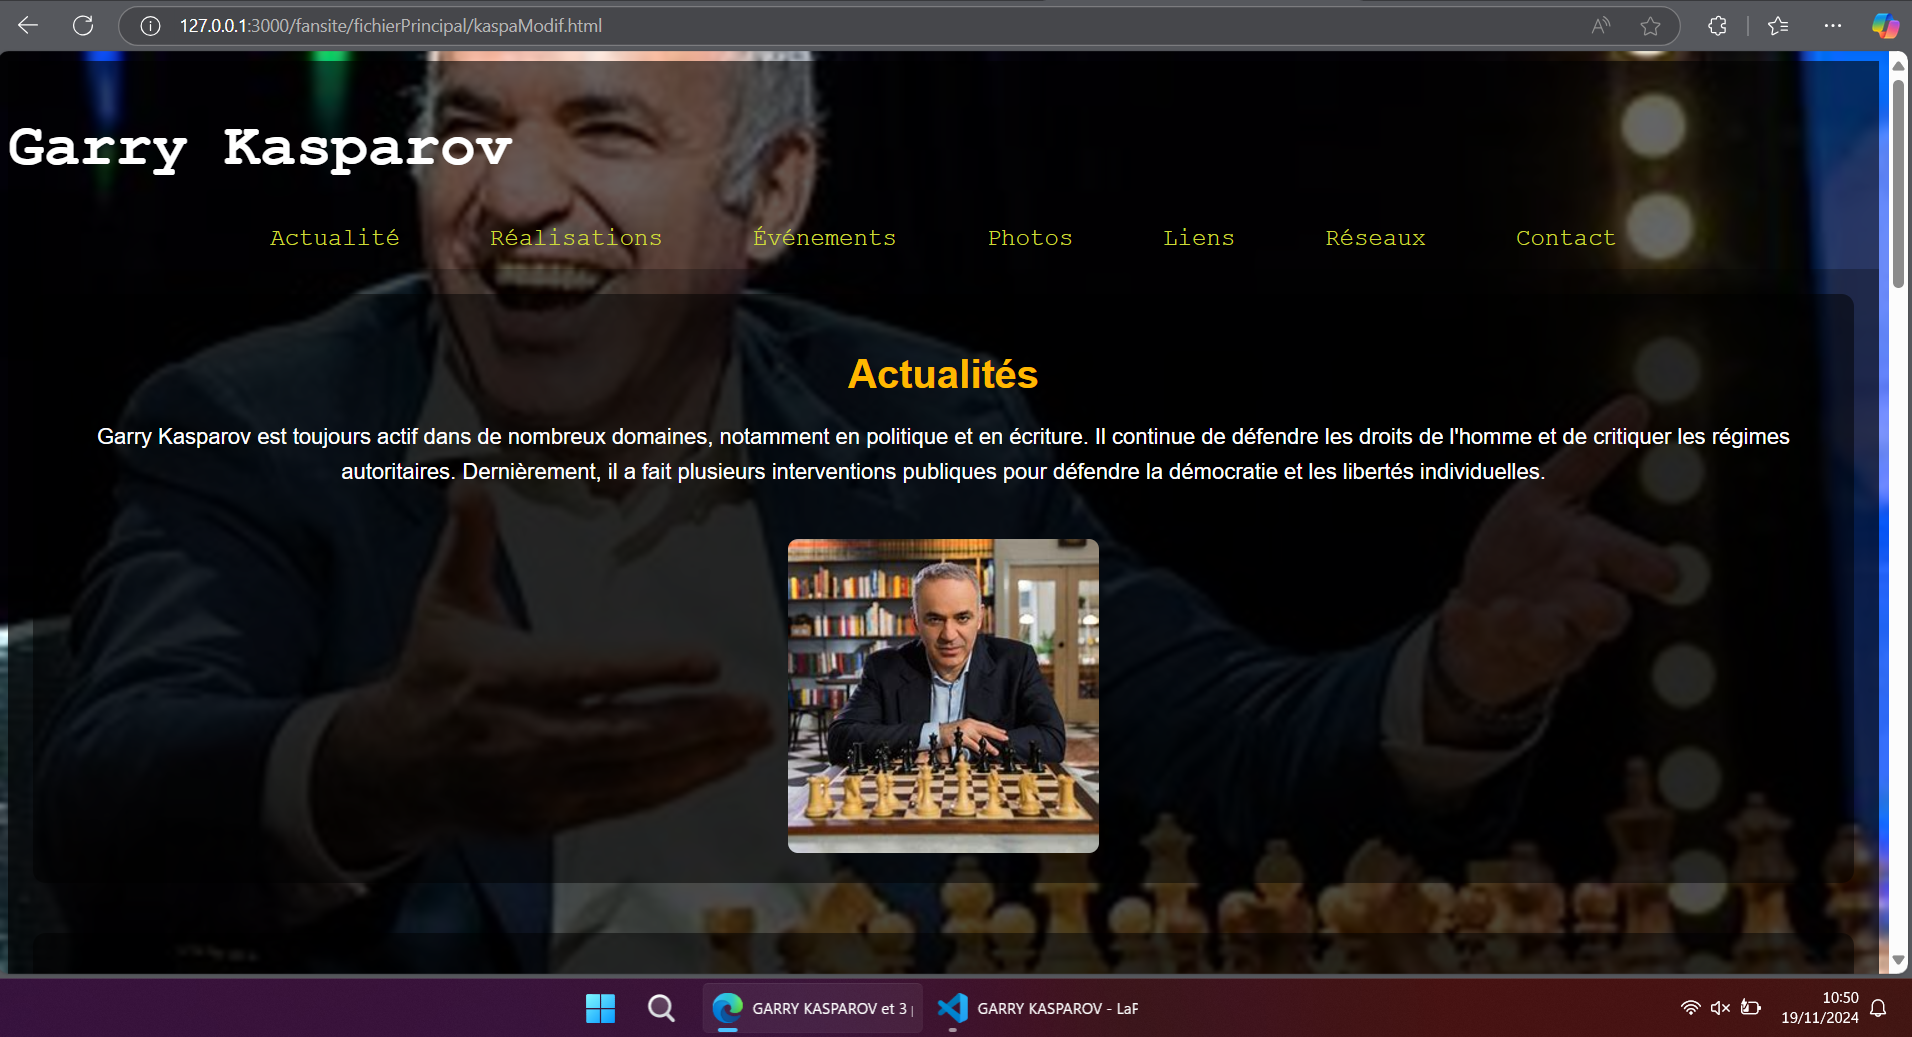 127.0.0.1:3000/fansite/fichierPrincipal/kaspaModif.html
Garry Kasparov
Actualité Réalisations Événements Photos Liens Réseaux Contact
Actualités
Garry Kasparov est toujours actif dans de nombreux domaines, notamment en politique et en écriture. Il continue de défendre les droits de l'homme et de critiquer les régimes
autoritaires. Dernièrement, il a fait plusieurs interventions publiques pour défendre la démocratie et les libertés individuelles.
GARRY KASPAROV et 3 GARRY KASPAROV - LaF
10:50
19/11/2024